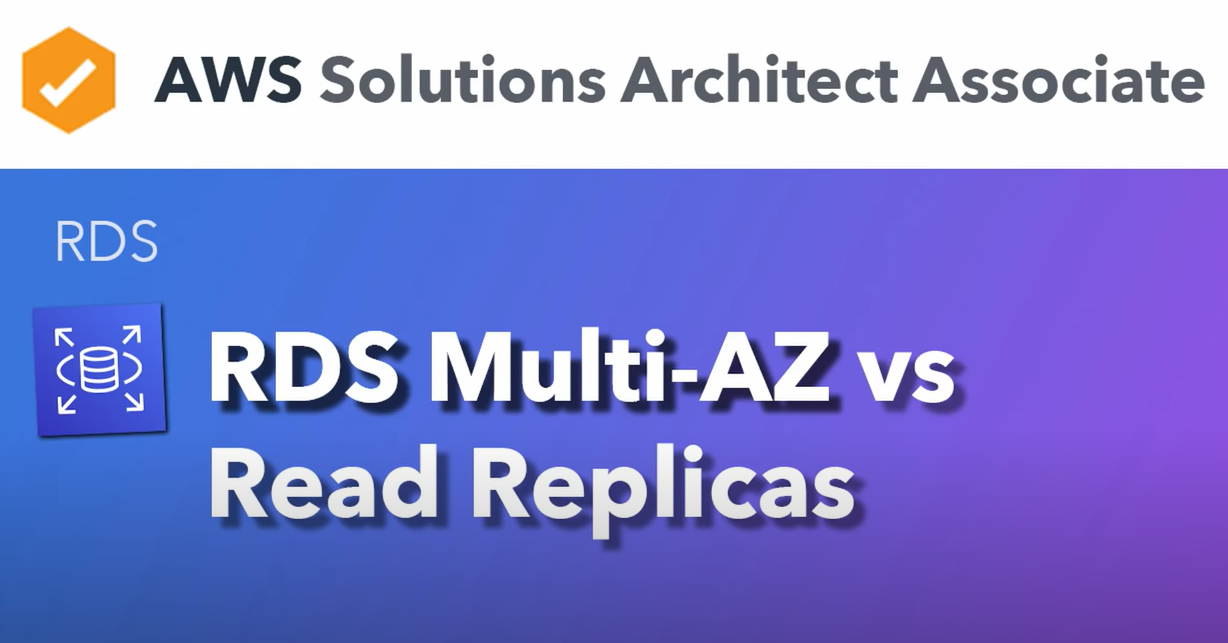 AWS Solutions Architect Associate
RDS
RDS Multi-AZ vs
Read Replicas